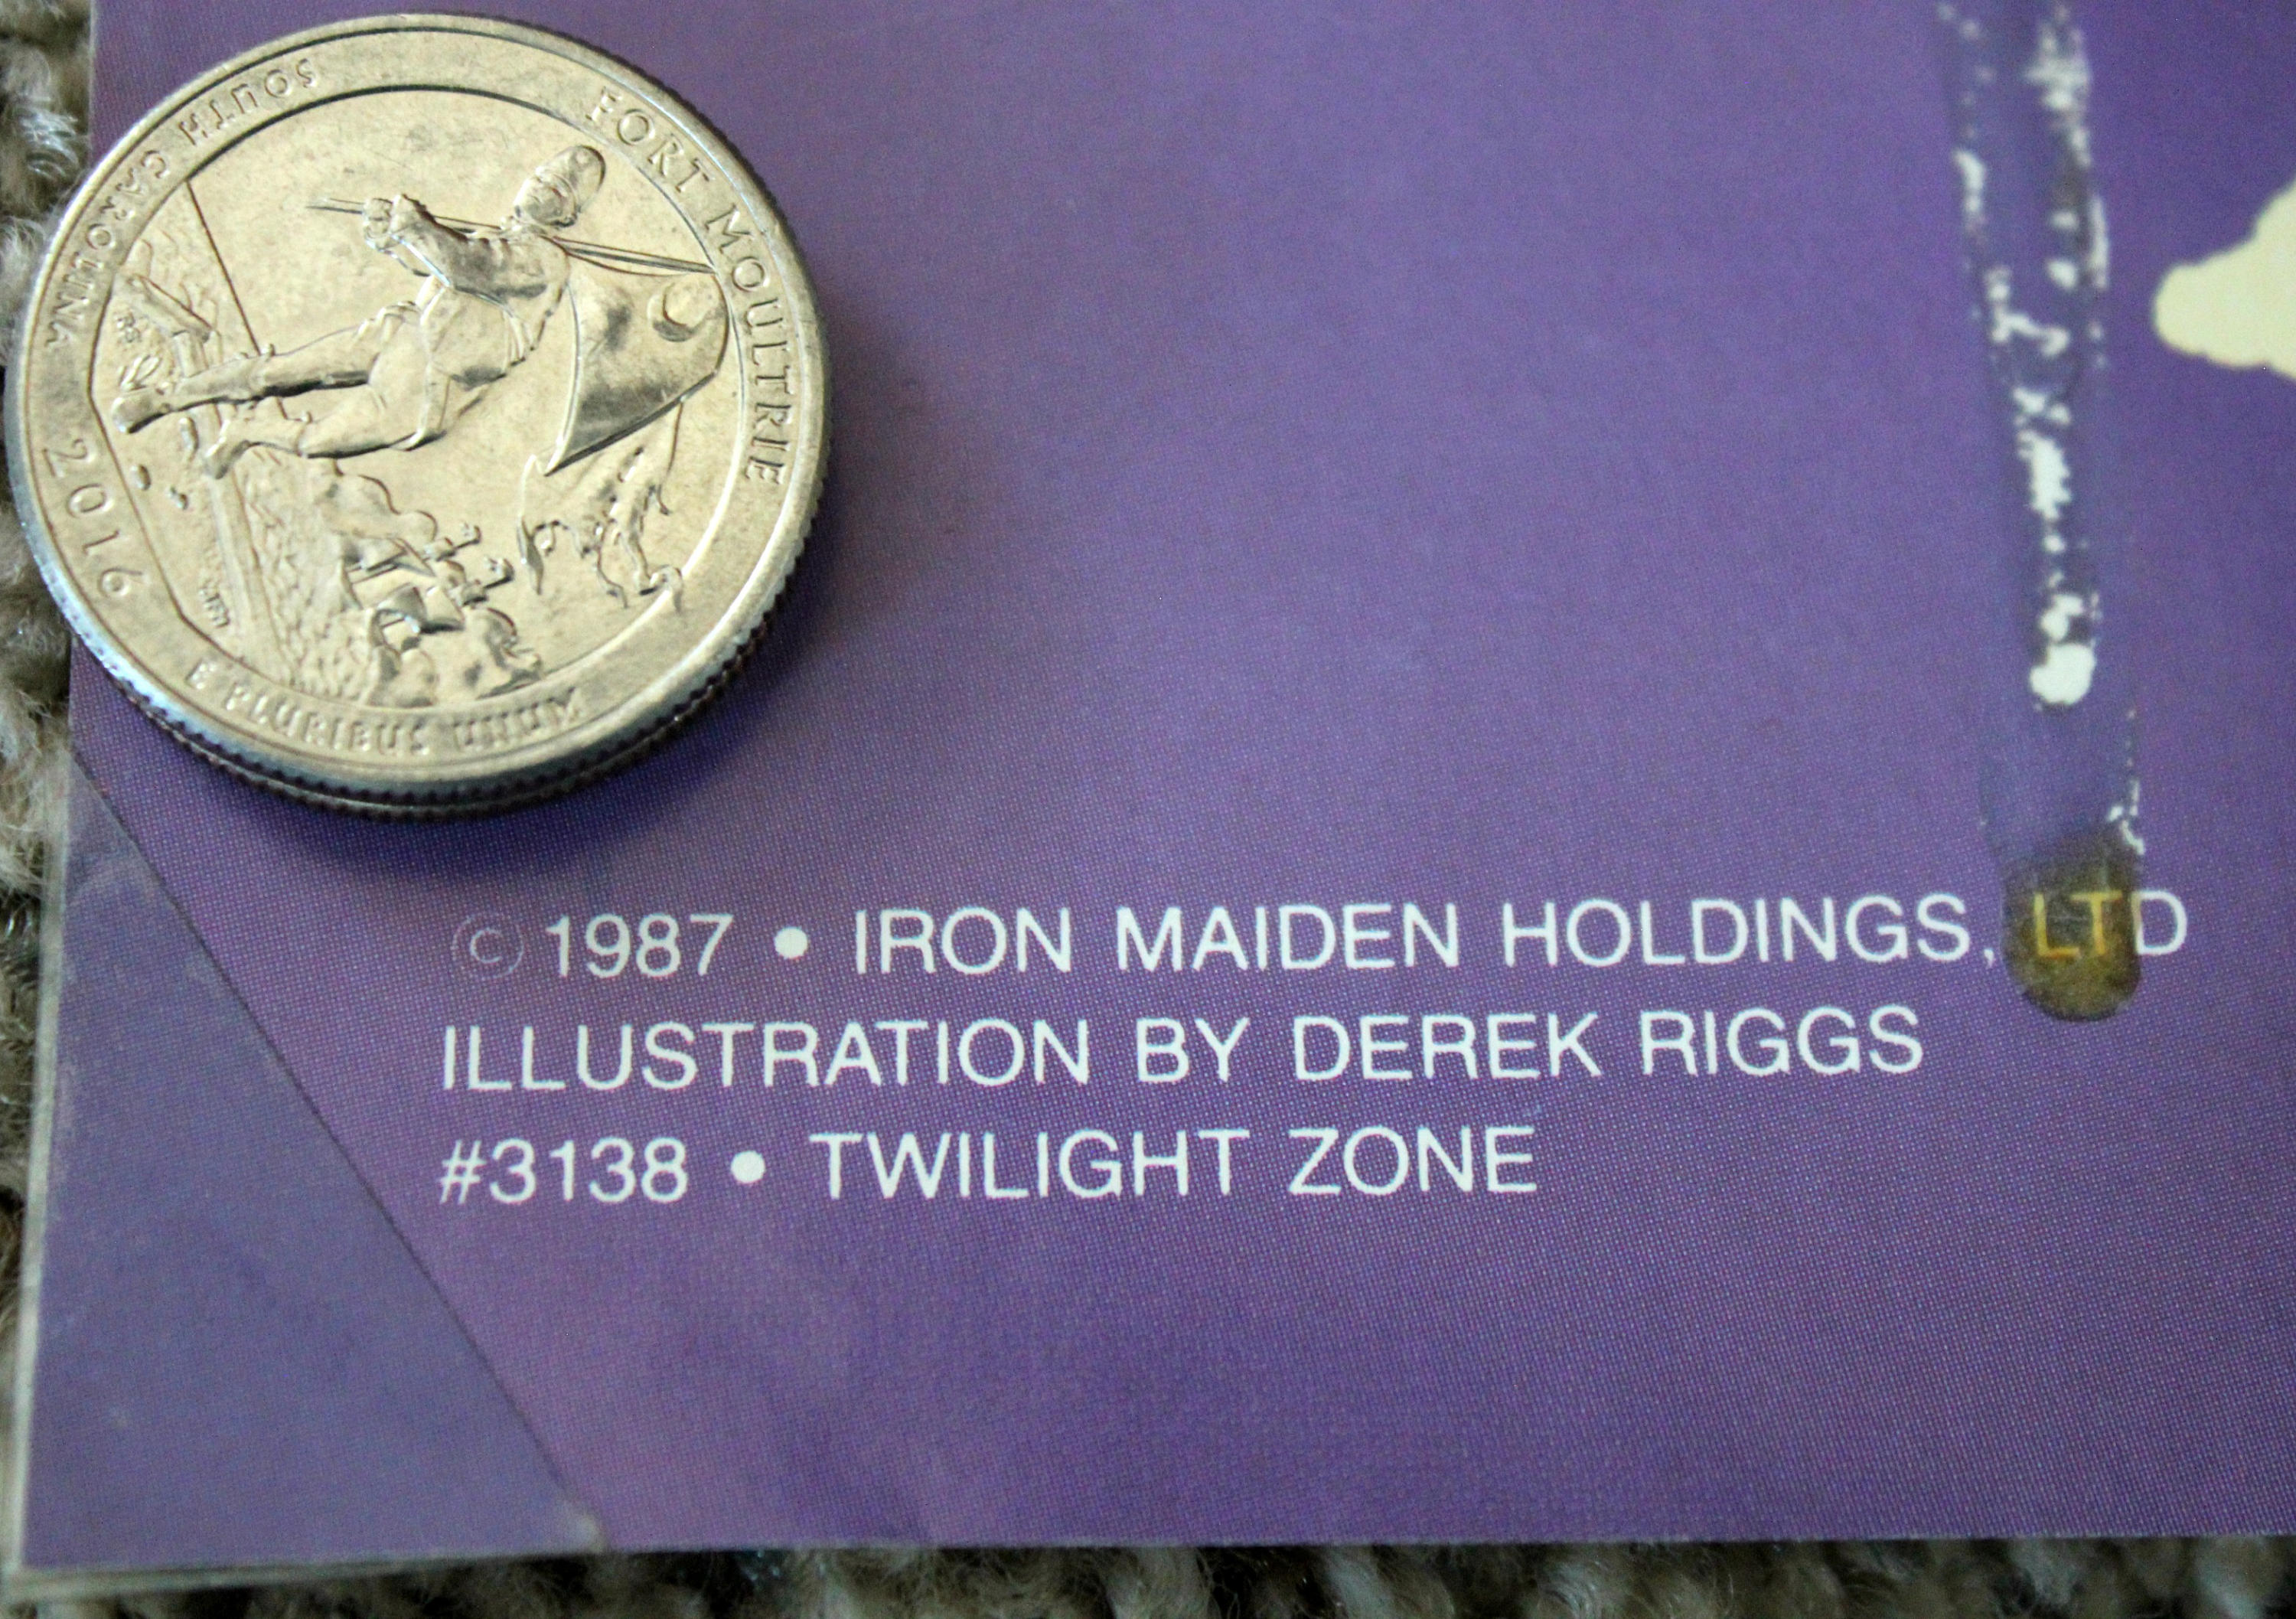 SOUTH CAROLINA 2016
FORT MOULTRIE
E PLURIBUS UNUM
© 1987 • IRON MAIDEN HOLDINGS, LTD
ILLUSTRATION BY DEREK RIGGS
#3138 • TWILIGHT ZONE